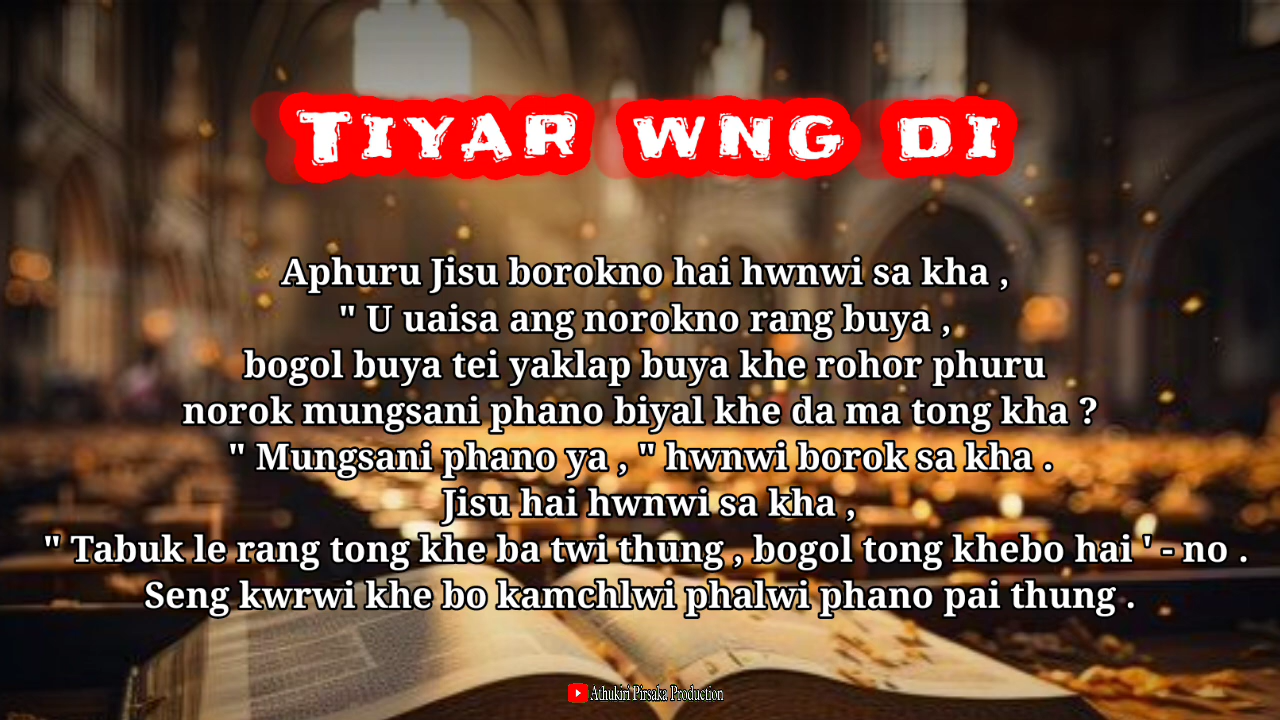 TIYAR WNG DI
Aphuru Jisu borokno hai hwnwi sa kha ,
" U uaisa ang norokno rang buya ,
bogol buya tei yaklap buya khe rohor phuru
norok mungsani phano biyal khe da ma tong kha ?
" Mungsani phano ya , " hwnwi borok sa kha .
Jisu hai hwnwi sa kha ,
" Tabuk le rang tong khe ba twi thung , bogol tong khebo hai ' - no .
Seng kwrwi khe bo kamchlwi phalwi phano pai thung .
Athukiri Pirsaka Production